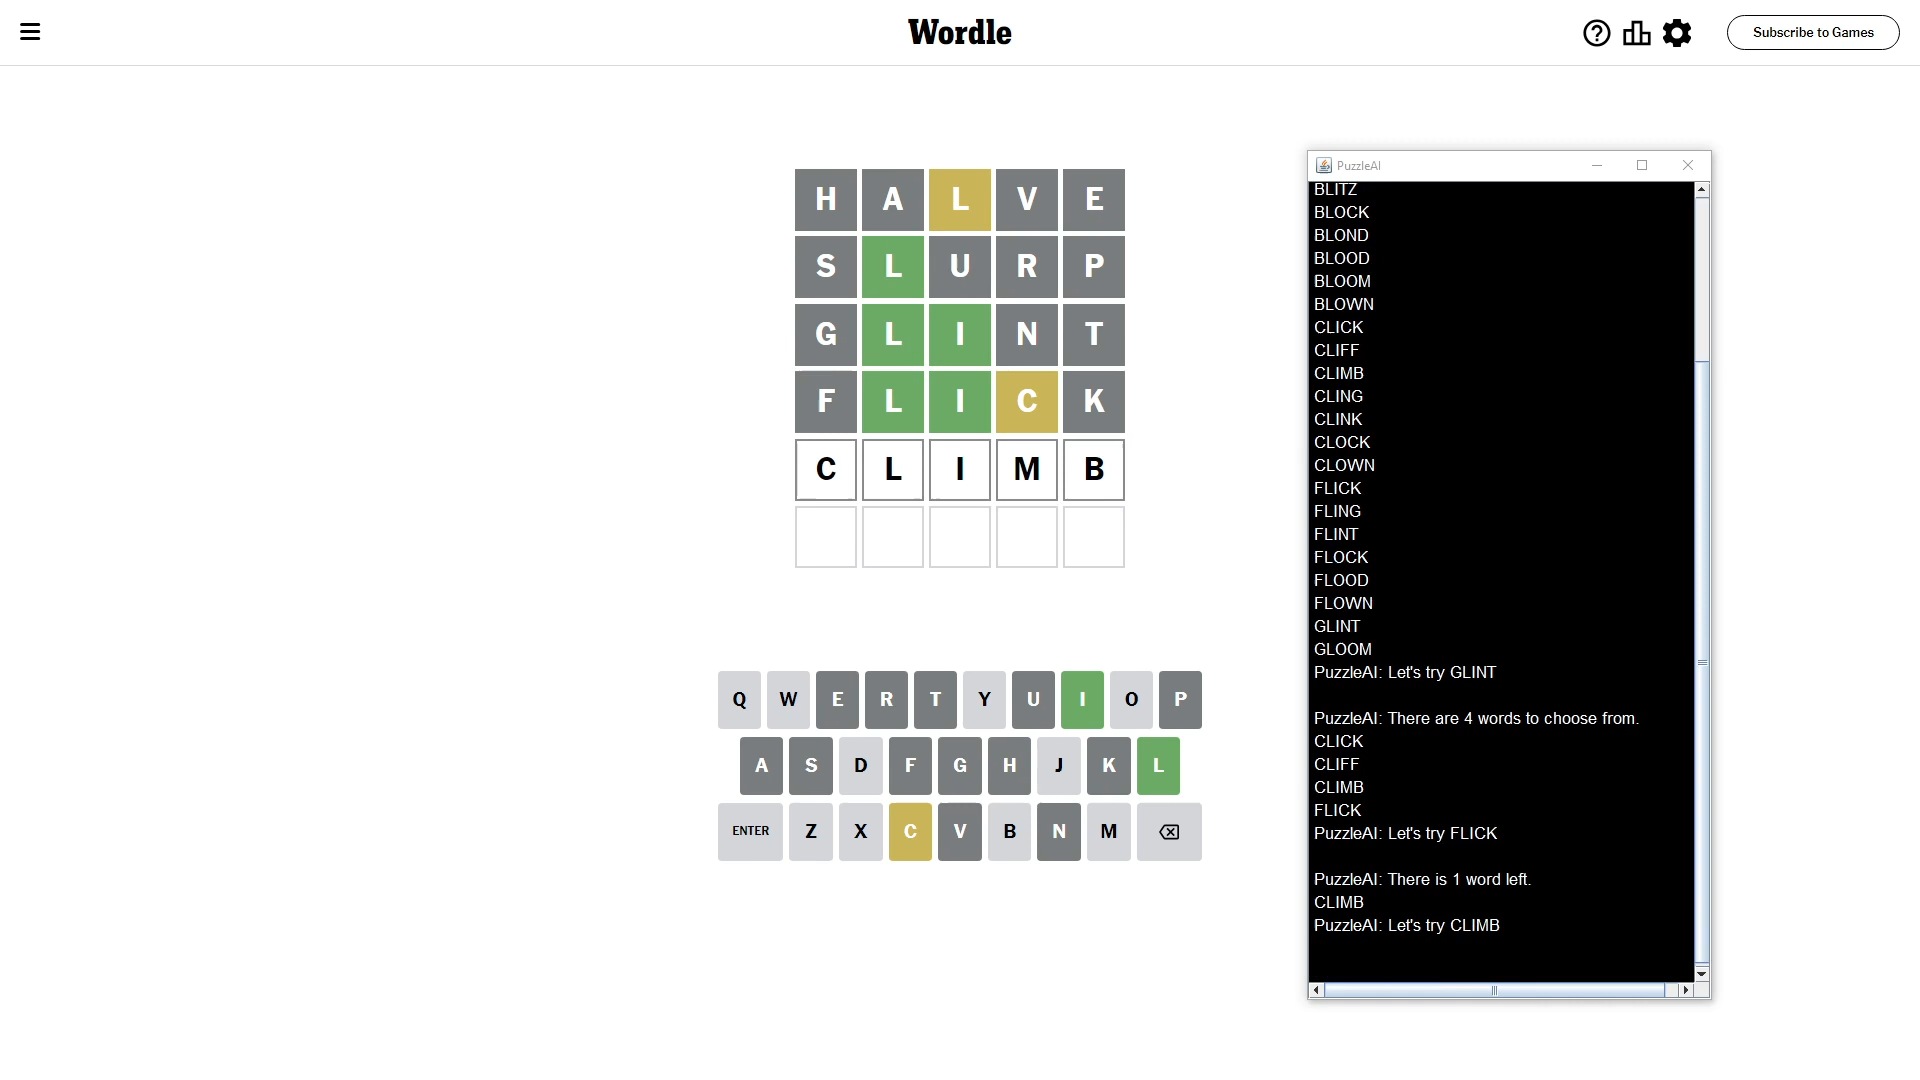 Wordle
Subscribe to Games
H A L V E
S L U R P
G L I N T
F L I C K
C L I M B
Q W E R T Y U I O P
A S D F G H J K L
ENTER Z X C V B N M
PuzzleAI
BLITZ
BLOCK
BLOND
BLOOD
BLOOM
BLOWN
CLICK
CLIFF
CLIMB
CLING
CLINK
CLOCK
CLOWN
FLICK
FLING
FLINT
FLOCK
FLOOD
FLOWN
GLINT
GLOOM
PuzzleAI: Let's try GLINT
PuzzleAI: There are 4 words to choose from.
CLICK
CLIFF
CLIMB
FLICK
PuzzleAI: Let's try FLICK
PuzzleAI: There is 1 word left.
CLIMB
PuzzleAI: Let's try CLIMB